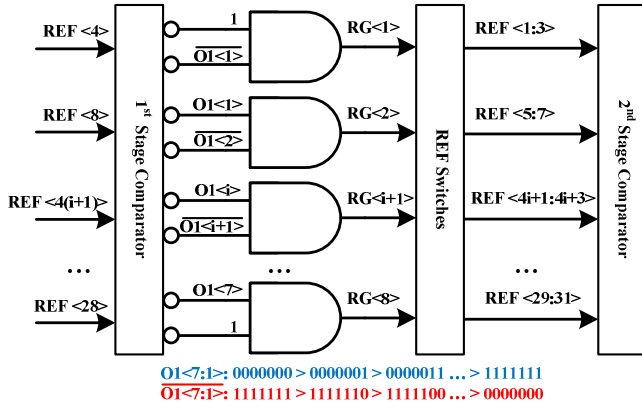 REF <4>
REF <8>
REF <4(i+1)>
...
REF <28>
1st Stage Comparator
1
O1<1>
O1<1>
O1<2>
O1<i>
O1<i+1>
...
O1<7>
1
RG<1>
RG<2>
RG<i+1>
RG<8>
REF Switches
REF <1:3>
REF <5:7>
REF <4i+1:4i+3>
...
REF <29:31>
2nd Stage Comparator
O1<7:1>: 0000000 > 0000001 > 0000011 ... > 1111111
O1<7:1>: 1111111 > 1111110 > 1111100 ... > 0000000